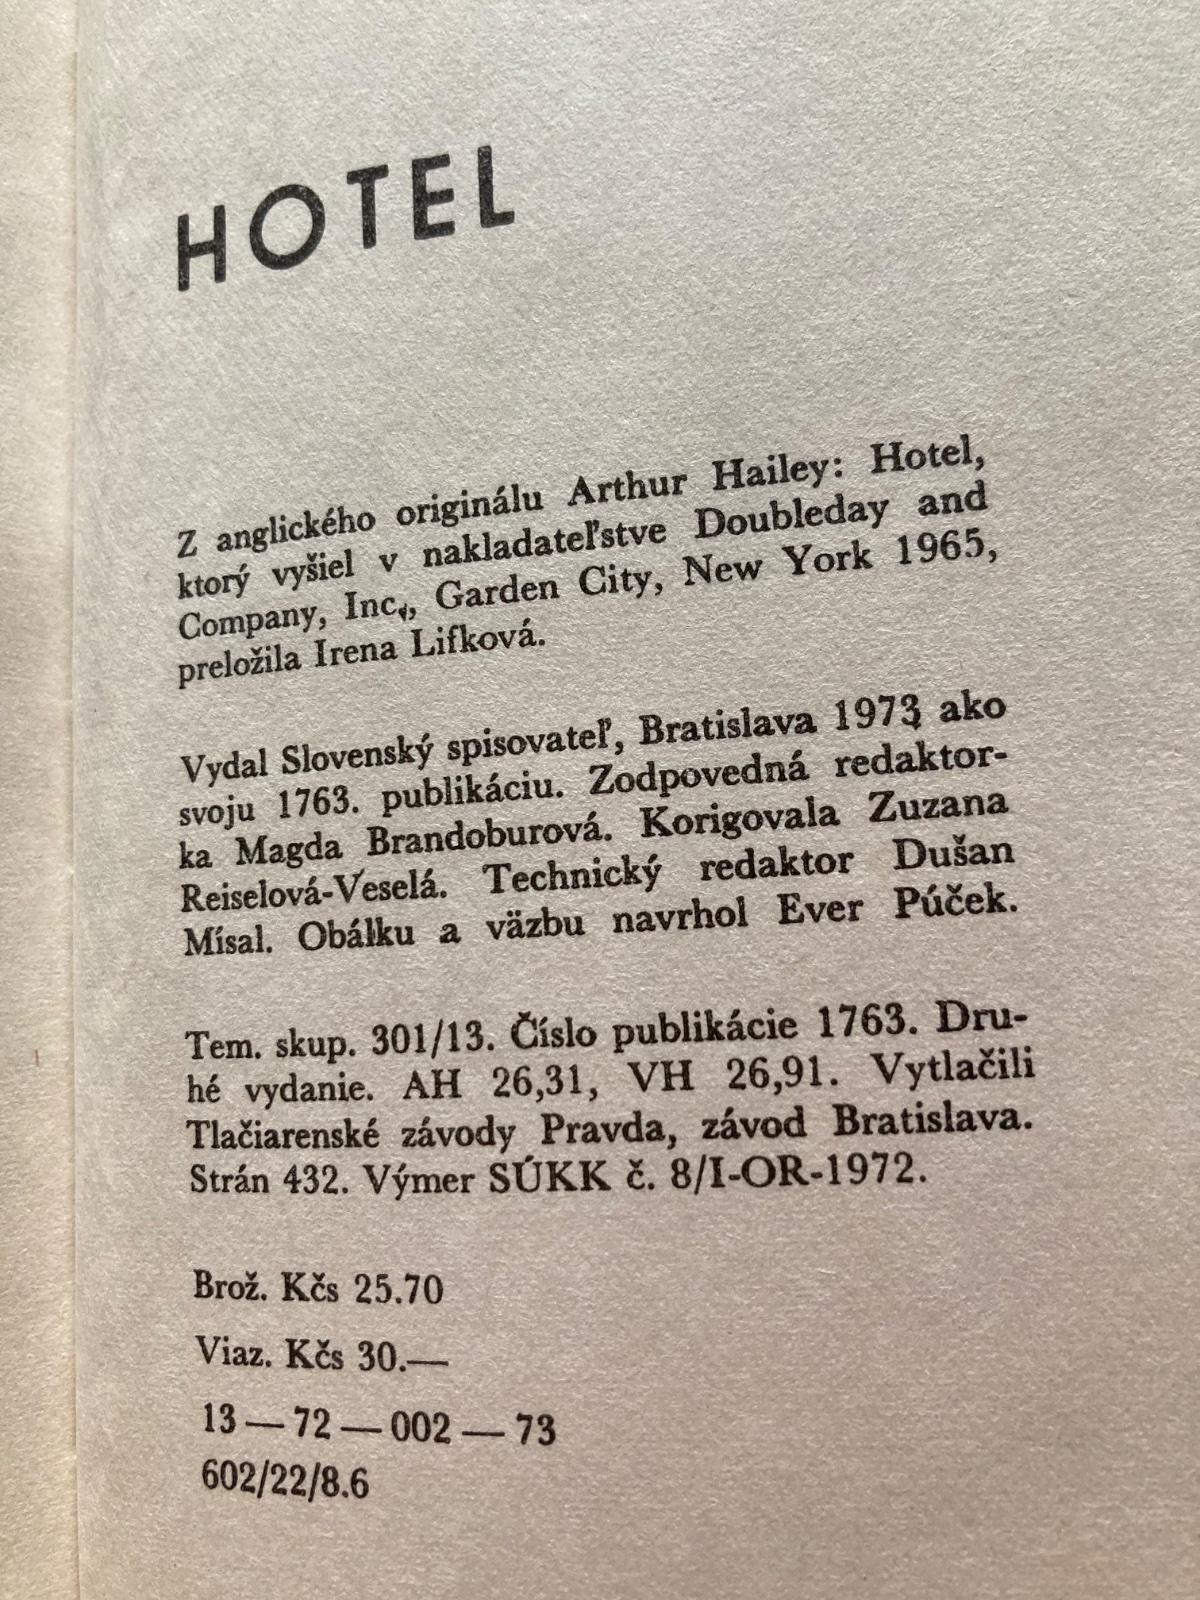 HOTEL
Z anglického originálu Arthur Hailey: Hotel,
ktorý vyšiel v nakladateľstve Doubleday and
Company, Inc., Garden City, New York 1965,
preložila Irena Lifková.
Vydal Slovenský spisovateľ, Bratislava 1973 ako
svoju 1763. publikáciu. Zodpovedná redaktor-
ka Magda Brandoburová. Korigovala Zuzana
Reiselová-Veselá. Technický redaktor Dušan
Mísal. Obálku a väzbu navrhol Ever Púček.
Tem. skup. 301/13. Číslo publikácie 1763. Dru-
hé vydanie. AH 26,31, VH 26,91. Vytlačili
Tlačiarenské závody Pravda, závod Bratislava.
Strán 432. Výmer SÚKK č. 8/I-OR-1972.
Brož. Kčs 25.70
Viaz. Kčs 30.—
13 — 72 — 002 — 73
602/22/8.6